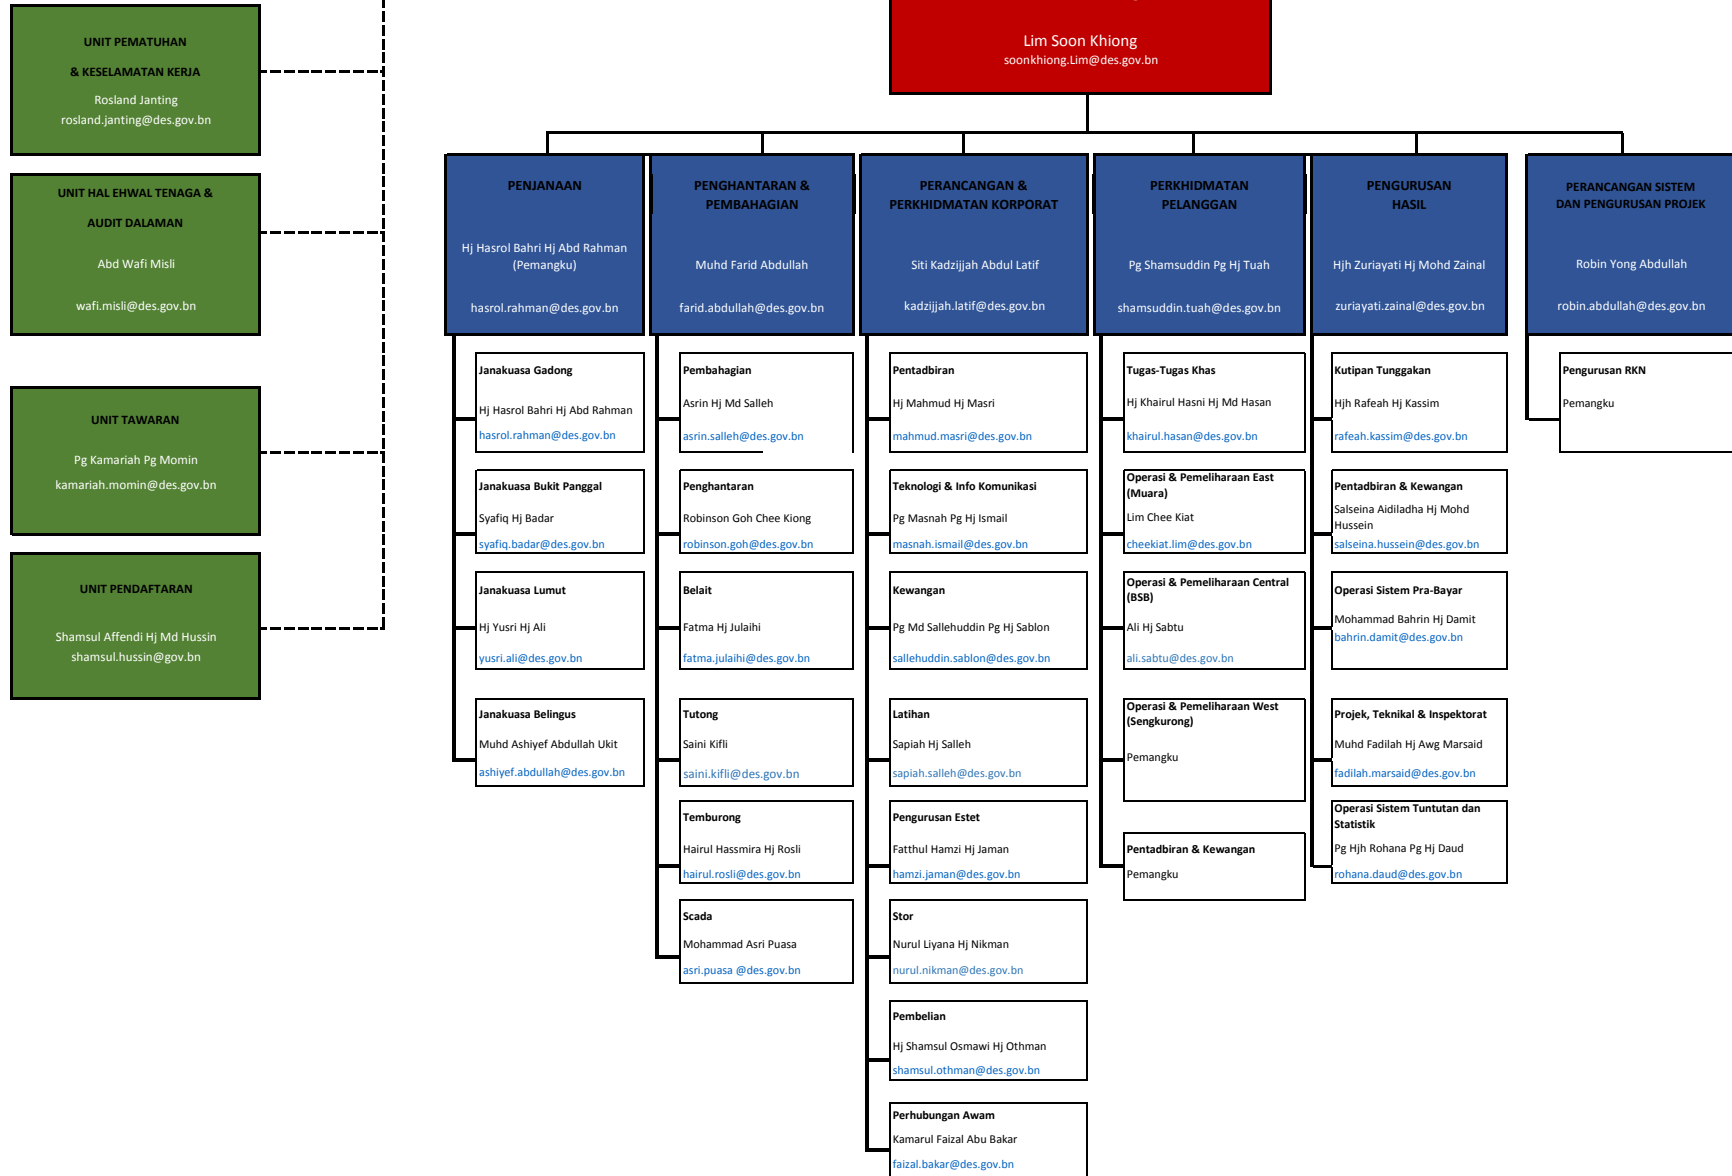 Lim Soon Khiong
soonkhiong.Lim@des.gov.bn
UNIT PEMATUHAN
& KESELAMATAN KERJA
Rosland Janting
rosland.janting@des.gov.bn
UNIT HAL EHWAL TENAGA &
AUDIT DALAMAN
Abd Wafi Misli
wafi.misli@des.gov.bn
UNIT TAWARAN
Pg Kamariah Pg Momin
kamariah.momin@des.gov.bn
UNIT PENDAFTARAN
Shamsul Affendi Hj Md Hussin
shamsul.hussin@gov.bn
PENJANAAN
Hj Hasrol Bahri Hj Abd Rahman
(Pemangku)
hasrol.rahman@des.gov.bn
Janakuasa Gadong
Hj Hasrol Bahri Hj Abd Rahman
hasrol.rahman@des.gov.bn
Janakuasa Bukit Panggal
Syafiq Hj Badar
syafiq.badar@des.gov.bn
Janakuasa Lumut
Hj Yusri Hj Ali
yusri.ali@des.gov.bn
Janakuasa Belingus
Muhd Ashiyef Abdullah Ukit
ashiyef.abdullah@des.gov.bn
PENGHANTARAN &
PEMBAHAGIAN
Muhd Farid Abdullah
farid.abdullah@des.gov.bn
Pembahagian
Asrin Hj Md Salleh
asrin.salleh@des.gov.bn
Penghantaran
Robinson Goh Chee Kiong
robinson.goh@des.gov.bn
Belait
Fatma Hj Julaihi
fatma.julaihi@des.gov.bn
Tutong
Saini Kifli
saini.kifli@des.gov.bn
Temburong
Hairul Hassmira Hj Rosli
hairul.rosli@des.gov.bn
Scada
Mohammad Asri Puasa
asri.puasa @des.gov.bn
PERANCANGAN &
PERKHIDMATAN KORPORAT
Siti Kadzijjah Abdul Latif
kadzijjah.latif@des.gov.bn
Pentadbiran
Hj Mahmud Hj Masri
mahmud.masri@des.gov.bn
Teknologi & Info Komunikasi
Pg Masnah Pg Hj Ismail
masnah.ismail@des.gov.bn
Kewangan
Pg Md Sallehuddin Pg Hj Sablon
sallehuddin.sablon@des.gov.bn
Latihan
Sapiah Hj Salleh
sapiah.salleh@des.gov.bn
Pengurusan Estet
Fatthul Hamzi Hj Jaman
hamzi.jaman@des.gov.bn
Stor
Nurul Liyana Hj Nikman
nurul.nikman@des.gov.bn
Pembelian
Hj Shamsul Osmawi Hj Othman
shamsul.othman@des.gov.bn
Perhubungan Awam
Kamarul Faizal Abu Bakar
faizal.bakar@des.gov.bn
PERKHIDMATAN
PELANGGAN
Pg Shamsuddin Pg Hj Tuah
shamsuddin.tuah@des.gov.bn
Tugas-Tugas Khas
Hj Khairul Hasni Hj Md Hasan
khairul.hasan@des.gov.bn
Operasi & Pemeliharaan East
(Muara)
Lim Chee Kiat
cheekiat.lim@des.gov.bn
Operasi & Pemeliharaan Central
(BSB)
Ali Hj Sabtu
ali.sabtu@des.gov.bn
Operasi & Pemeliharaan West
(Sengkurong)
Pemangku
Pentadbiran & Kewangan
Pemangku
PENGURUSAN
HASIL
Hjh Zuriayati Hj Mohd Zainal
zuriayati.zainal@des.gov.bn
Kutipan Tunggakan
Hjh Rafeah Hj Kassim
rafeah.kassim@des.gov.bn
Pentadbiran & Kewangan
Salseina Aidiladha Hj Mohd
Hussein
salseina.hussein@des.gov.bn
Operasi Sistem Pra-Bayar
Mohammad Bahrin Hj Damit
bahrin.damit@des.gov.bn
Projek, Teknikal & Inspektorat
Muhd Fadilah Hj Awg Marsaid
fadilah.marsaid@des.gov.bn
Operasi Sistem Tuntutan dan
Statistik
Pg Hjh Rohana Pg Hj Daud
rohana.daud@des.gov.bn
PERANCANGAN SISTEM
DAN PENGURUSAN PROJEK
Robin Yong Abdullah
robin.abdullah@des.gov.bn
Pengurusan RKN
Pemangku